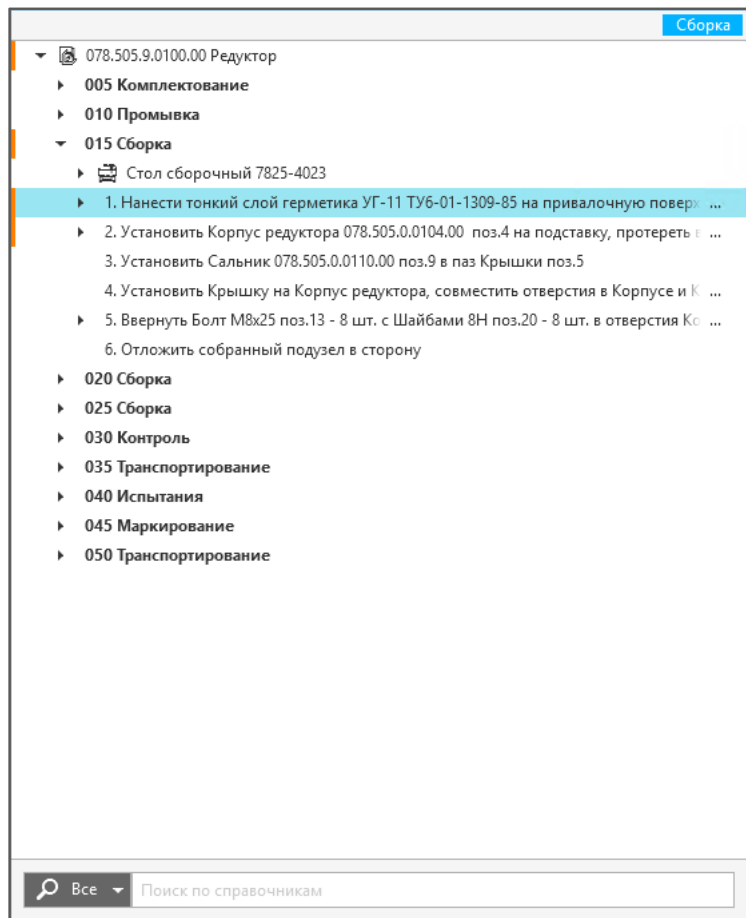 Сборка
078.505.9.0100.00 Редуктор
005 Комплектование
010 Промывка
015 Сборка
Стол сборочный 7825-4023
1. Нанести тонкий слой герметика УГ-11 ТУ6-01-1309-85 на привалочную поверх ...
2. Установить Корпус редуктора 078.505.0.0104.00 поз.4 на подставку, протереть в ...
3. Установить Сальник 078.505.0.0110.00 поз.9 в паз Крышки поз.5
4. Установить Крышку на Корпус редуктора, совместить отверстия в Корпусе и К ...
5. Ввернуть Болт М8х25 поз.13 - 8 шт. с Шайбами 8Н поз.20 - 8 шт. в отверстия Ко ...
6. Отложить собранный подузел в сторону
020 Сборка
025 Сборка
030 Контроль
035 Транспортирование
040 Испытания
045 Маркирование
050 Транспортирование
Все Поиск по справочникам